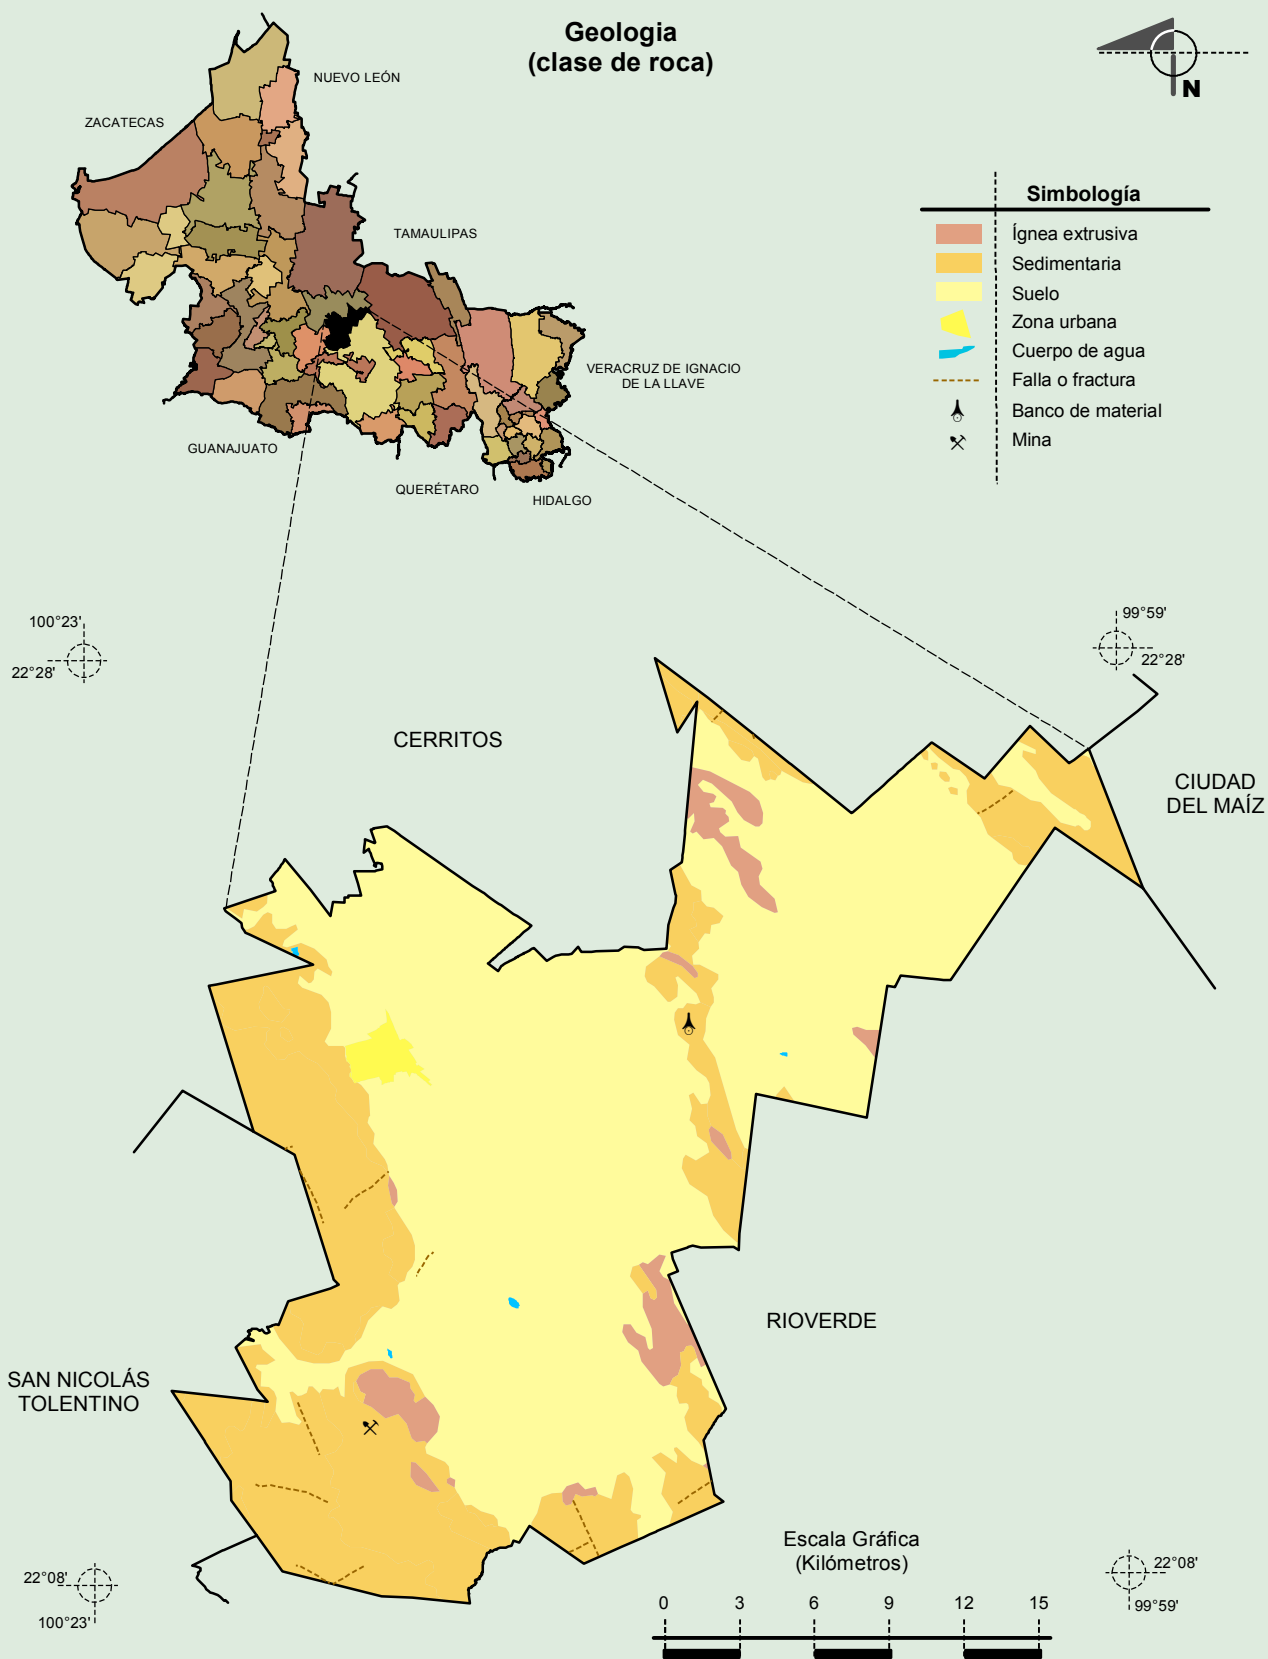 Geologia
(clase de roca)
N
NUEVO LEÓN
ZACATECAS
TAMAULIPAS
VERACRUZ DE IGNACIO
DE LA LLAVE
GUANAJUATO
QUERÉTARO
HIDALGO
Simbología
Ígnea extrusiva
Sedimentaria
Suelo
Zona urbana
Cuerpo de agua
Falla o fractura
Banco de material
Mina
100°23'
22°28'
99°59'
22°28'
CERRITOS
CIUDAD
DEL MAÍZ
RIOVERDE
SAN NICOLÁS
TOLENTINO
22°08'
100°23'
22°08'
99°59'
Escala Gráfica
(Kilómetros)
0 3 6 9 12 15